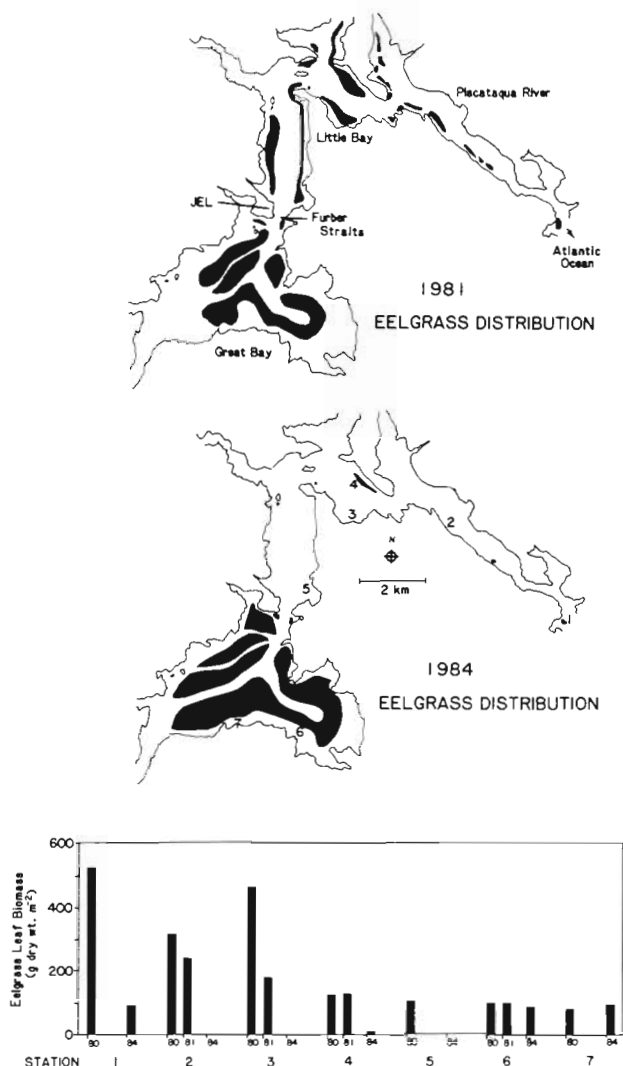 Piscataqua River
Little Bay
JEL
Furber
Straits
Atlantic
Ocean
1981
EELGRASS DISTRIBUTION
Great Bay
4
3
2
N
2 km
5
1
1984
EELGRASS DISTRIBUTION
7
6
Eelgrass Leaf Biomass
(g dry wt. m⁻²)
600
400
200
0
80 84 80 81 84 80 81 84 80 81 84 80 81 84 80 84
STATION 1 2 3 4 5 6 7